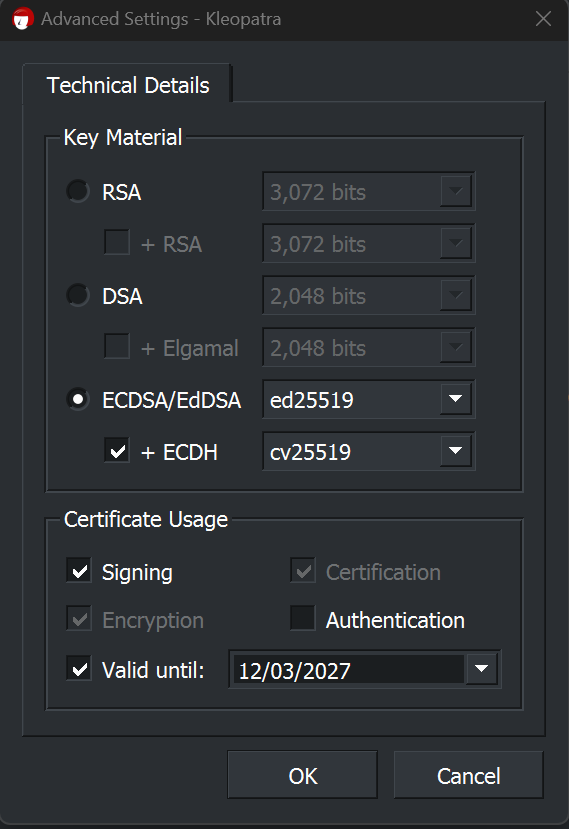 Advanced Settings - Kleopatra
Technical Details
Key Material
RSA 3,072 bits
+ RSA 3,072 bits
DSA 2,048 bits
+ Elgamal 2,048 bits
ECDSA/EdDSA ed25519
+ ECDH cv25519
Certificate Usage
Signing Certification
Encryption Authentication
Valid until: 12/03/2027
OK Cancel